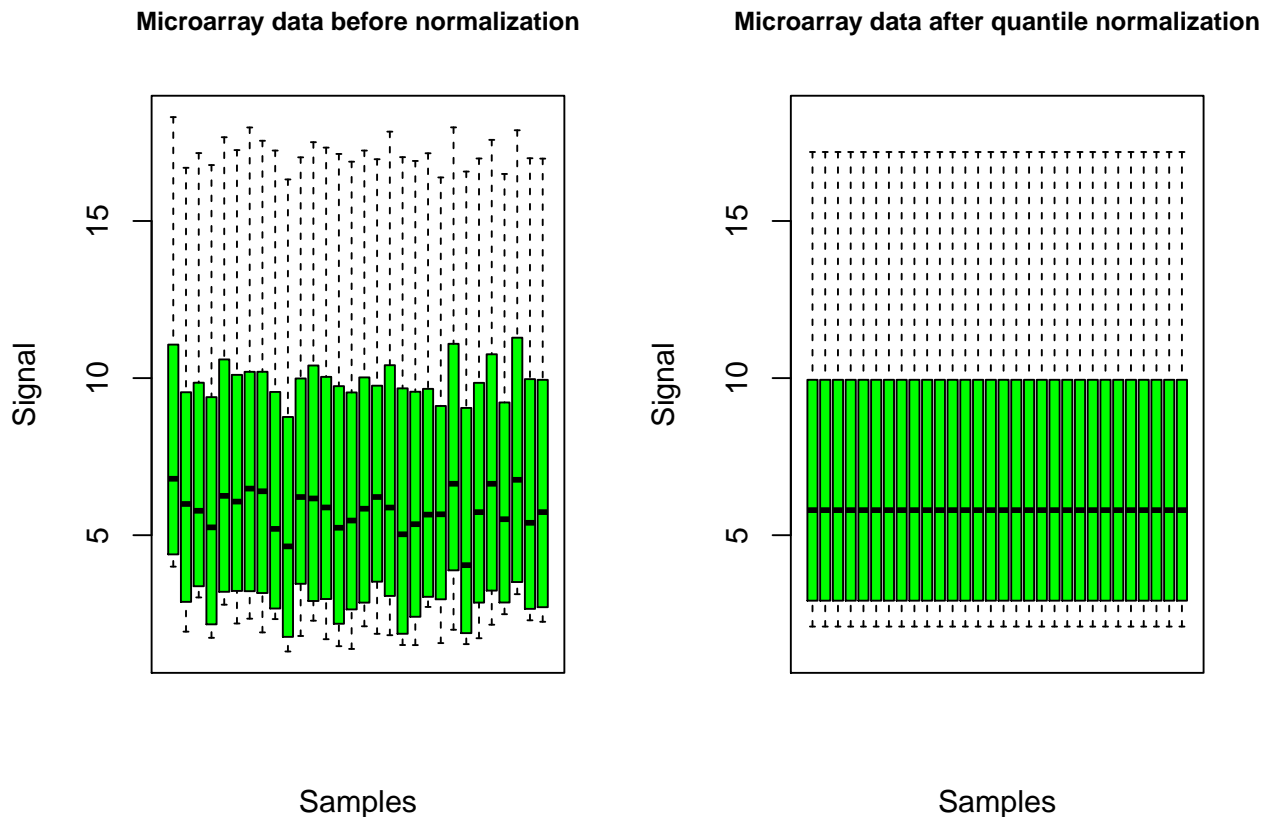 Microarray data before normalization
Signal
15
10
5
Samples
Microarray data after quantile normalization
Signal
15
10
5
Samples